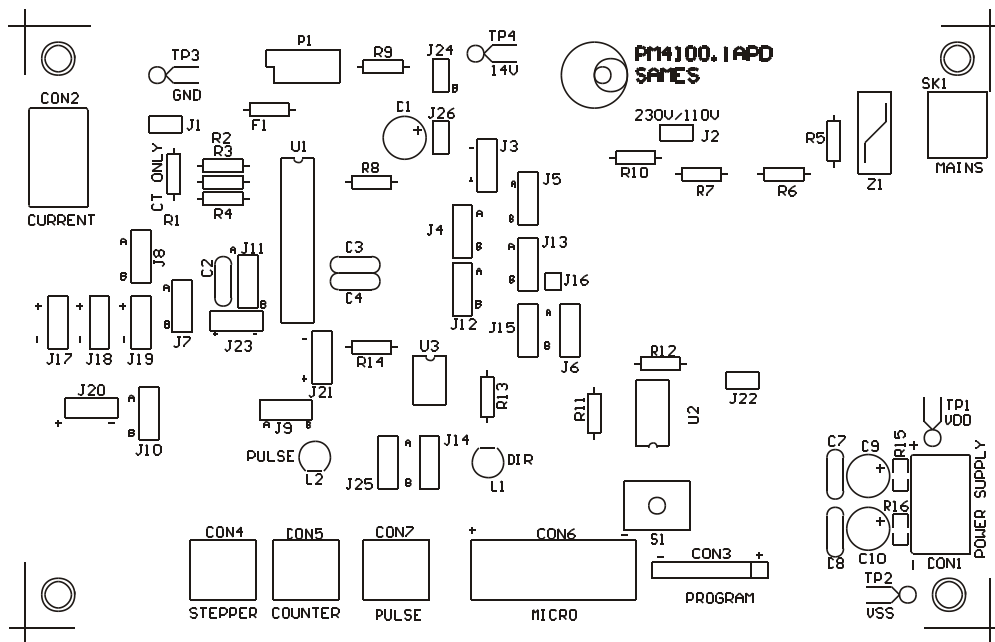 TP3
GND
P1
R9
J24
B
TP4
14V
PM4100.1APD
SAMES
SK1
CON2
J1
F1
C1
+
J26
230V/110V
J2
R5
Z1
MAINS
CT ONLY
R1
R2
R3
R4
U1
R8
-
+
J3
R10
R7
R6
CURRENT
A
B
J5
J4
A
B
A
B
J8
C2
A
J11
B
C3
C4
A
B
J13
J16
A
B
J12
+
-
J17
+
-
J18
+
-
J19
A
B
J7
+
-
J23
J15
A
B
J6
-
+
J21
R14
U3
R12
J20
+
-
A
B
J10
A
B
J9
R13
R11
U2
J22
TP1
VDD
PULSE
L2
J25
A
B
J14
DIR
L1
C7
C9
+
R15
+
POWER SUPPLY
R16
+
C8
C10
-
CON1
S1
CON4
STEPPER
CON5
COUNTER
CON7
PULSE
+
CON6
-
MICRO
-
CON3
+
PROGRAM
TP2
VSS